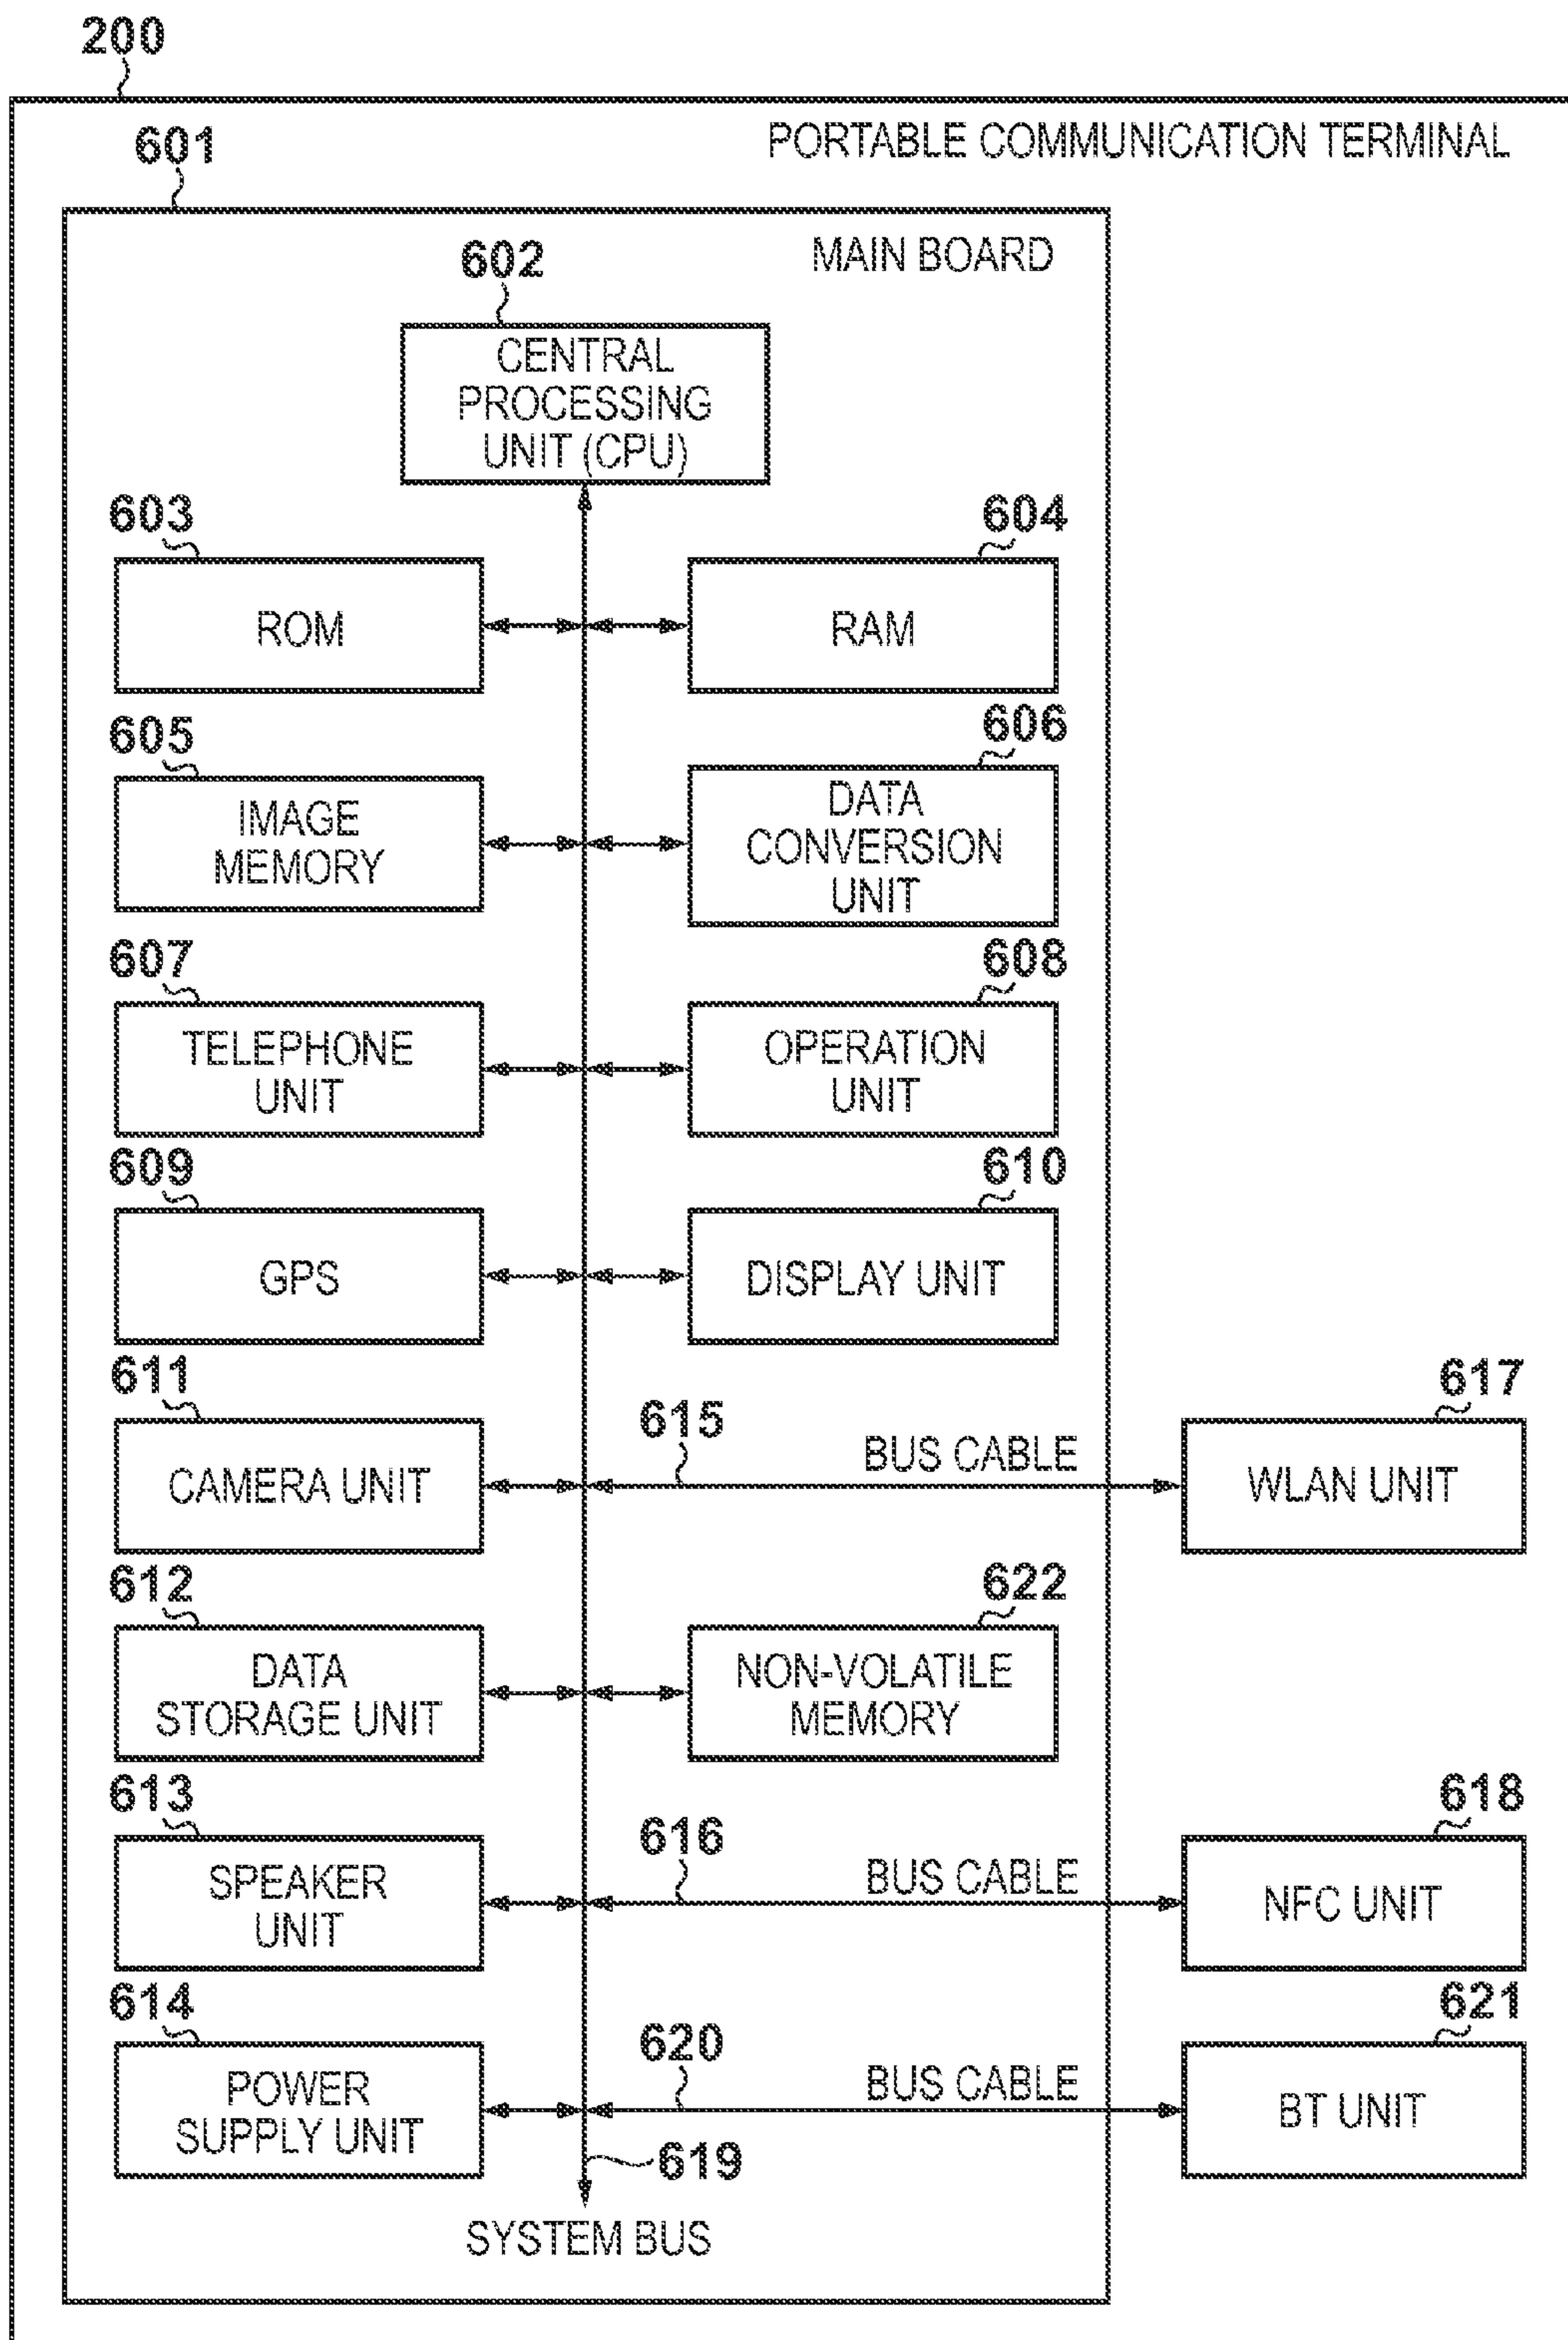 200
PORTABLE COMMUNICATION TERMINAL
601
MAIN BOARD
602
CENTRAL
PROCESSING
UNIT (CPU)
603
ROM
604
RAM
605
IMAGE
MEMORY
606
DATA
CONVERSION
UNIT
607
TELEPHONE
UNIT
608
OPERATION
UNIT
609
GPS
610
DISPLAY UNIT
611
CAMERA UNIT
615
BUS CABLE
617
WLAN UNIT
612
DATA
STORAGE UNIT
622
NON-VOLATILE
MEMORY
613
SPEAKER
UNIT
616
BUS CABLE
618
NFC UNIT
614
POWER
SUPPLY UNIT
620
BUS CABLE
621
BT UNIT
619
SYSTEM BUS